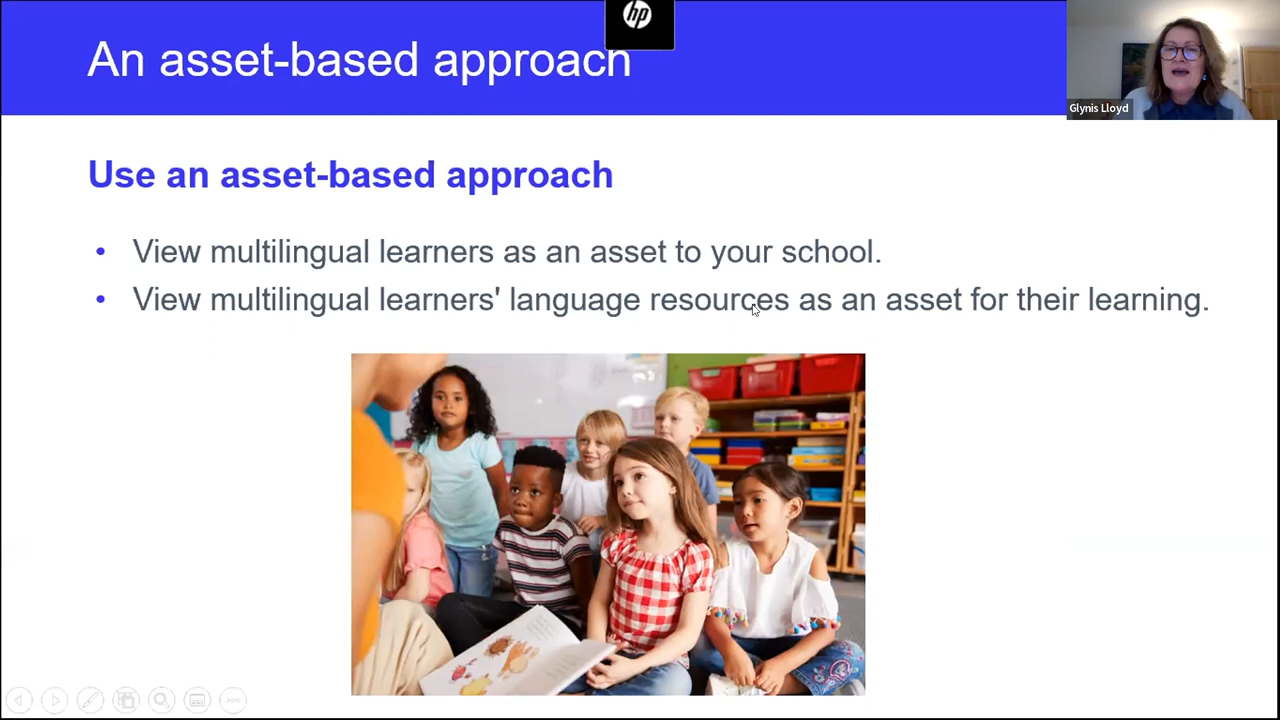 An asset-based approach
hp
Glynis Lloyd
Use an asset-based approach
• View multilingual learners as an asset to your school.
• View multilingual learners' language resources as an asset for their learning.